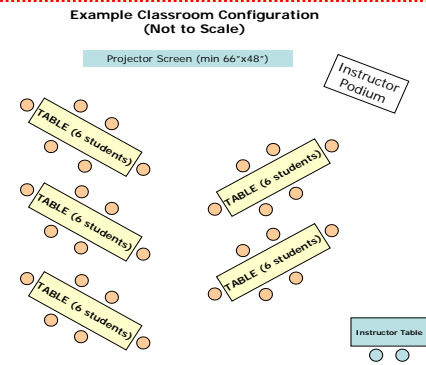 Example Classroom Configuration
(Not to Scale)
Projector Screen (min 66"x48")
Instructor
Podium
TABLE (6 students)
TABLE (6 students)
TABLE (6 students)
TABLE (6 students)
TABLE (6 students)
Instructor Table